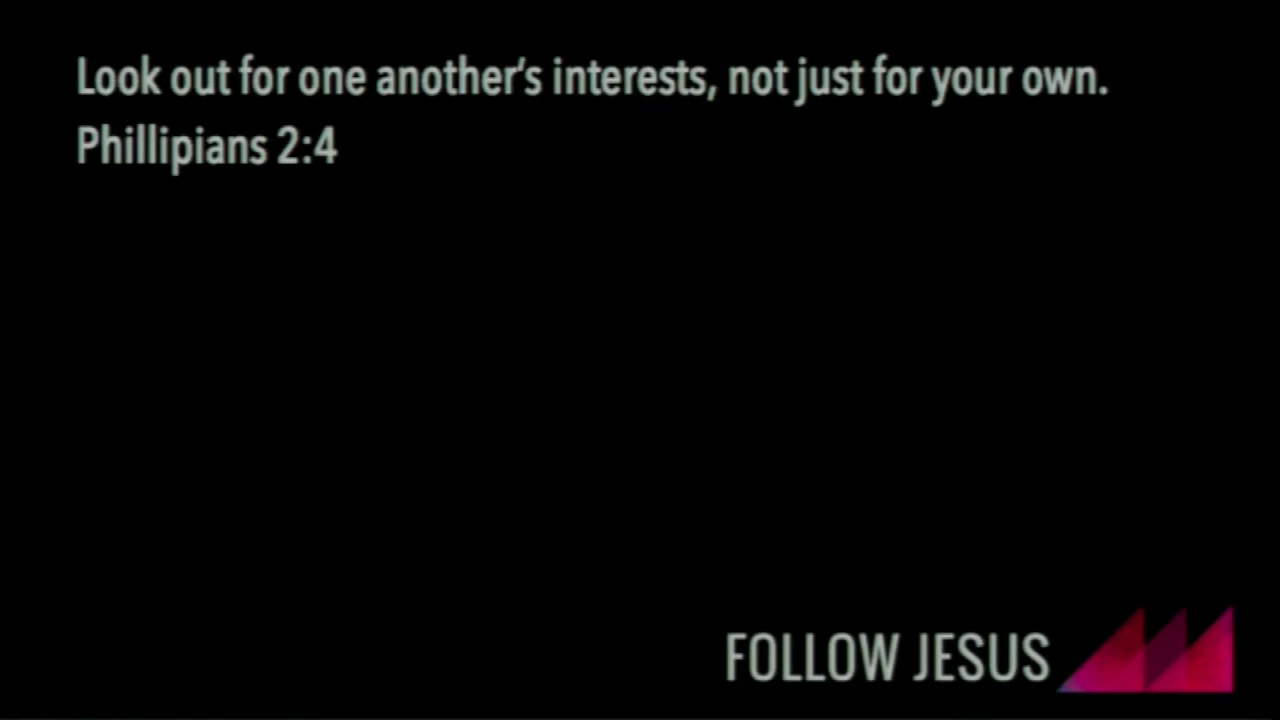 Look out for one another's interests, not just for your own.
Phillipians 2:4
FOLLOW JESUS